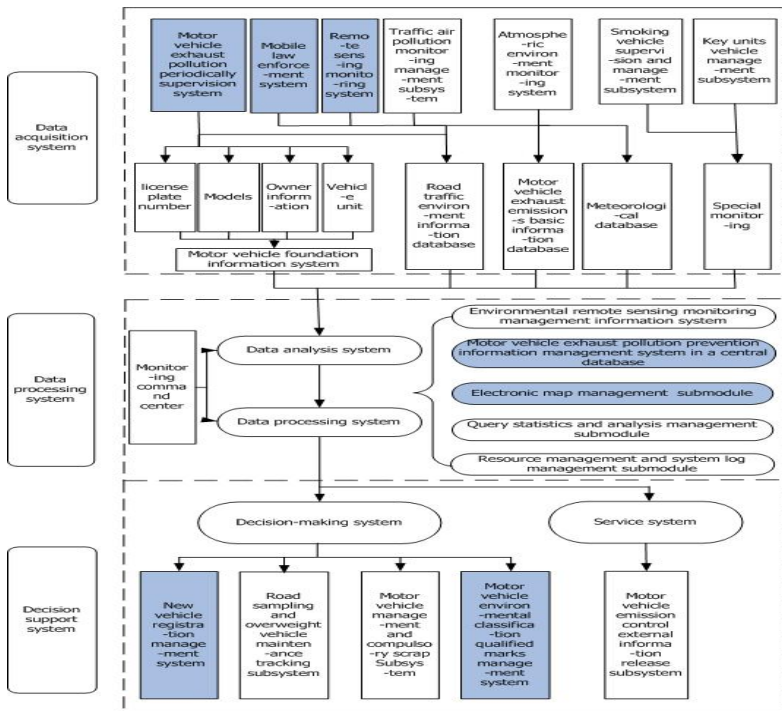 Data
acquisition
system
Motor
vehicle
exhaust
pollution
periodically
supervision
system
Mobile
law
enforce
-ment
system
Remo
-te
sens
-ing
monito
-ring
system
Traffic air
pollution
monitor
-ing
manage
-ment
subsys
-tem
Atmosphe
-ric
environ
-ment
monitor
-ing
system
Smoking
vehicle
supervi
-sion and
manage
-ment
subsystem
Key units
vehicle
manage
-ment
subsystem
license
plate
number
Models
Owner
inform
-ation
Vehicl
-e
unit
Motor vehicle foundation
information system
Road
traffic
environ
-ment
informa
-tion
database
Motor
vehicle
exhaust
emission
-s basic
informa
-tion
database
Meteorologi
-cal
database
Special
monitor
-ing
Data
processing
system
Monitor
-ing
comma
nd
center
Data analysis system
Data processing system
Environmental remote sensing monitoring
management information system
Motor vehicle exhaust pollution prevention
information management system in a central
database
Electronic map management submodule
Query statistics and analysis management
submodule
Resource management and system log
management submodule
Decision
support
system
Decision-making system
Service system
New
vehicle
registra
-tion
manage
-ment
system
Road
sampling
and
overweight
vehicle
mainten
-ance
tracking
subsystem
Motor
vehicle
manage
-ment
and
compulso
-ry scrap
Subsys
-tem
Motor
vehicle
environ
-mental
classifica
-tion
qualified
marks
manage
-ment
system
Motor
vehicle
emission
control
external
informa
-tion
release
subsystem